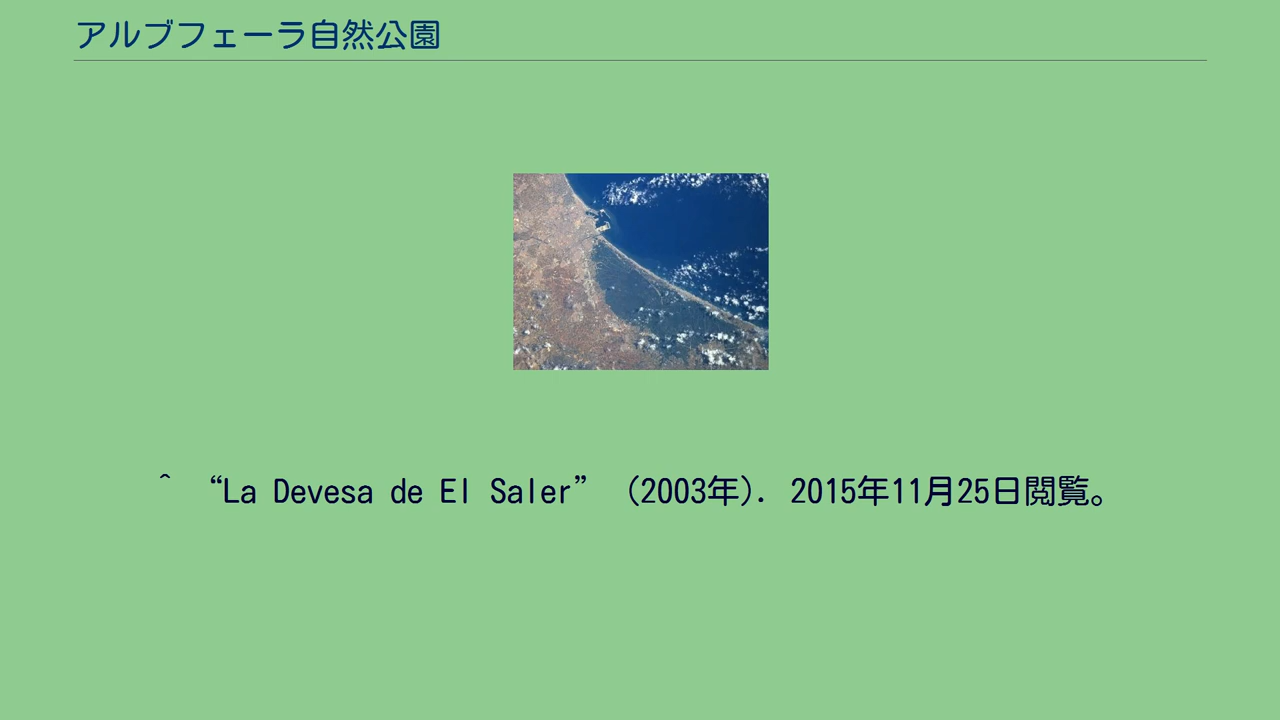 アルブフェーラ自然公園
^ “La Devesa de El Saler” (2003年). 2015年11月25日閲覧。